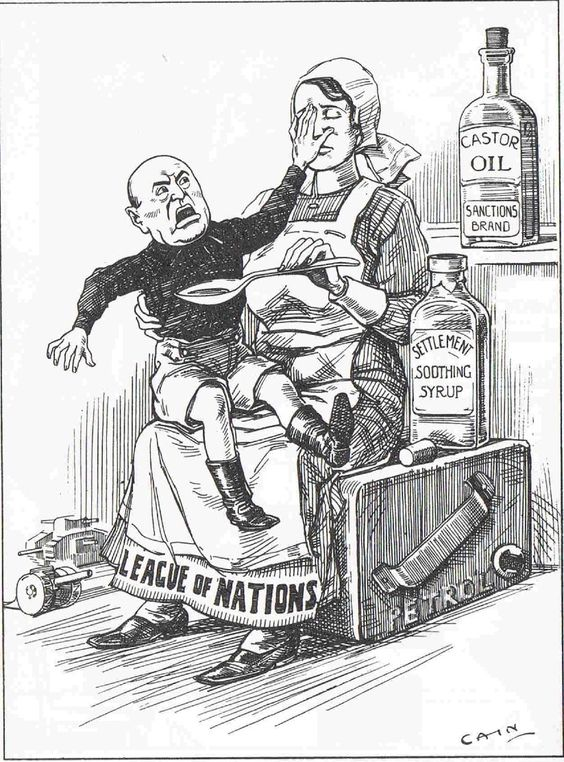 CASTOR
OIL
SANCTIONS
BRAND
SETTLEMENT
SOOTHING
SYRUP
LEAGUE OF NATIONS
PETROL
CAIN